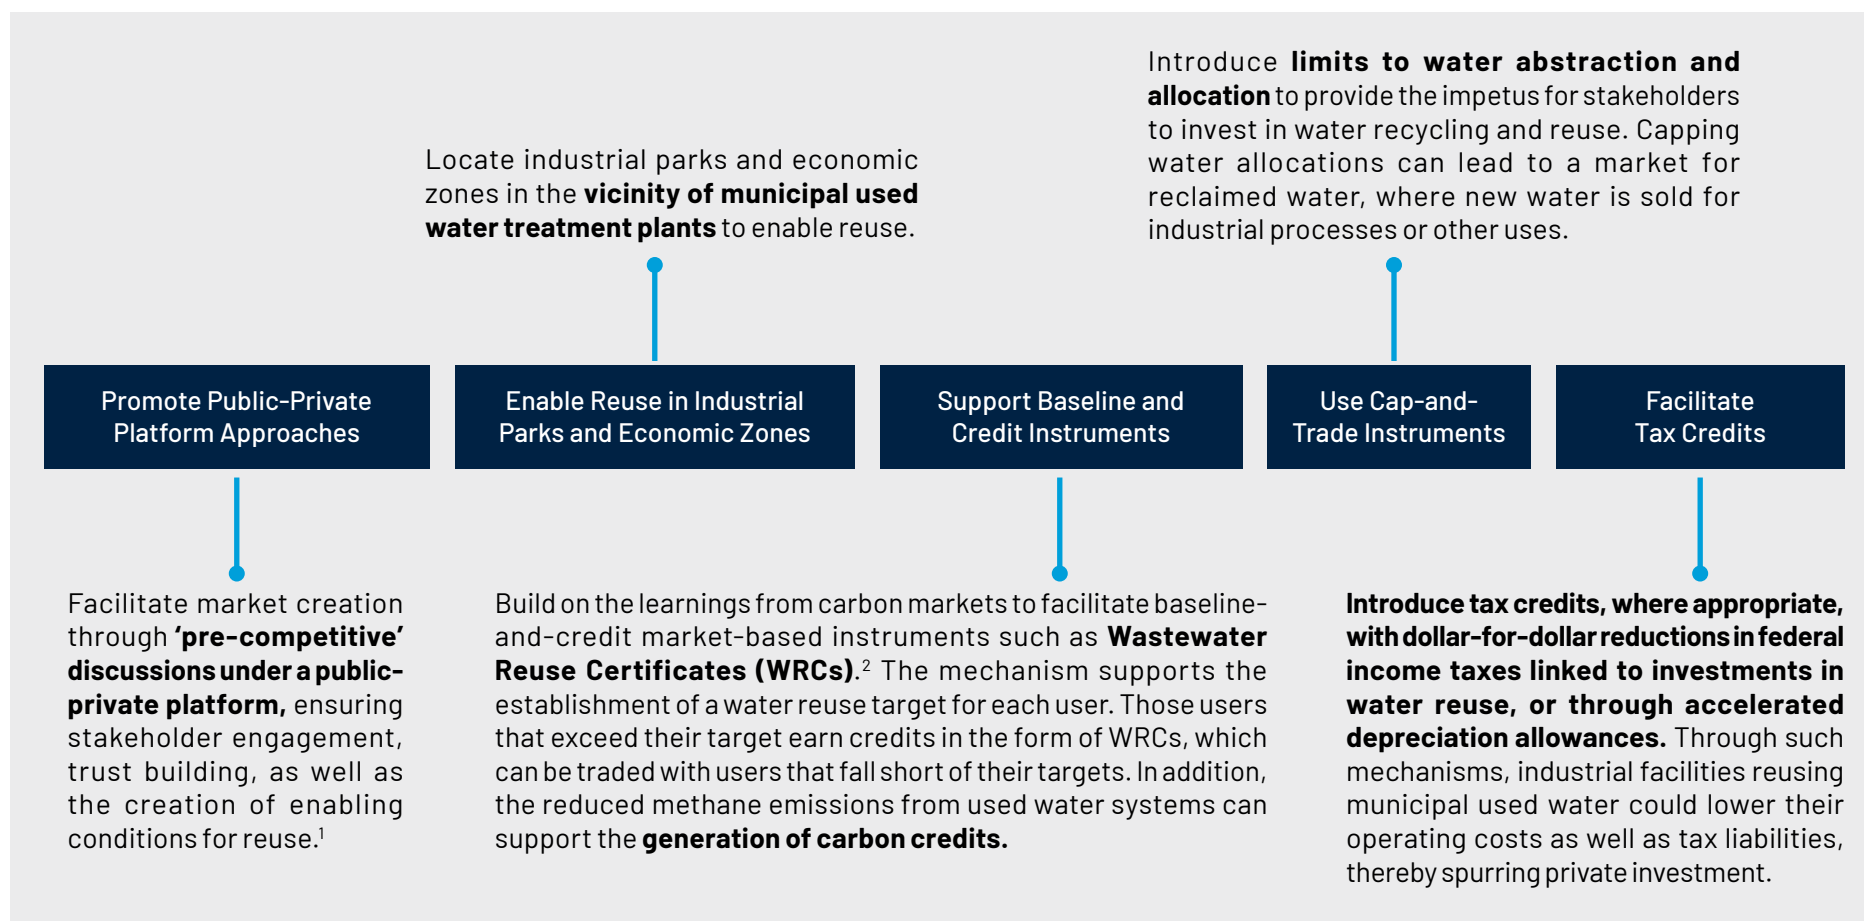 Introduce limits to water abstraction and
allocation to provide the impetus for stakeholders
to invest in water recycling and reuse. Capping
water allocations can lead to a market for
reclaimed water, where new water is sold for
industrial processes or other uses.
Locate industrial parks and economic
zones in the vicinity of municipal used
water treatment plants to enable reuse.
Promote Public-Private
Platform Approaches
Enable Reuse in Industrial
Parks and Economic Zones
Support Baseline and
Credit Instruments
Use Cap-and-
Trade Instruments
Facilitate
Tax Credits
Facilitate market creation
through ‘pre-competitive’
discussions under a public-
private platform, ensuring
stakeholder engagement,
trust building, as well as
the creation of enabling
conditions for reuse.1
Build on the learnings from carbon markets to facilitate baseline-
and-credit market-based instruments such as Wastewater
Reuse Certificates (WRCs).2 The mechanism supports the
establishment of a water reuse target for each user. Those users
that exceed their target earn credits in the form of WRCs, which
can be traded with users that fall short of their targets. In addition,
the reduced methane emissions from used water systems can
support the generation of carbon credits.
Introduce tax credits, where appropriate,
with dollar-for-dollar reductions in federal
income taxes linked to investments in
water reuse, or through accelerated
depreciation allowances. Through such
mechanisms, industrial facilities reusing
municipal used water could lower their
operating costs as well as tax liabilities,
thereby spurring private investment.